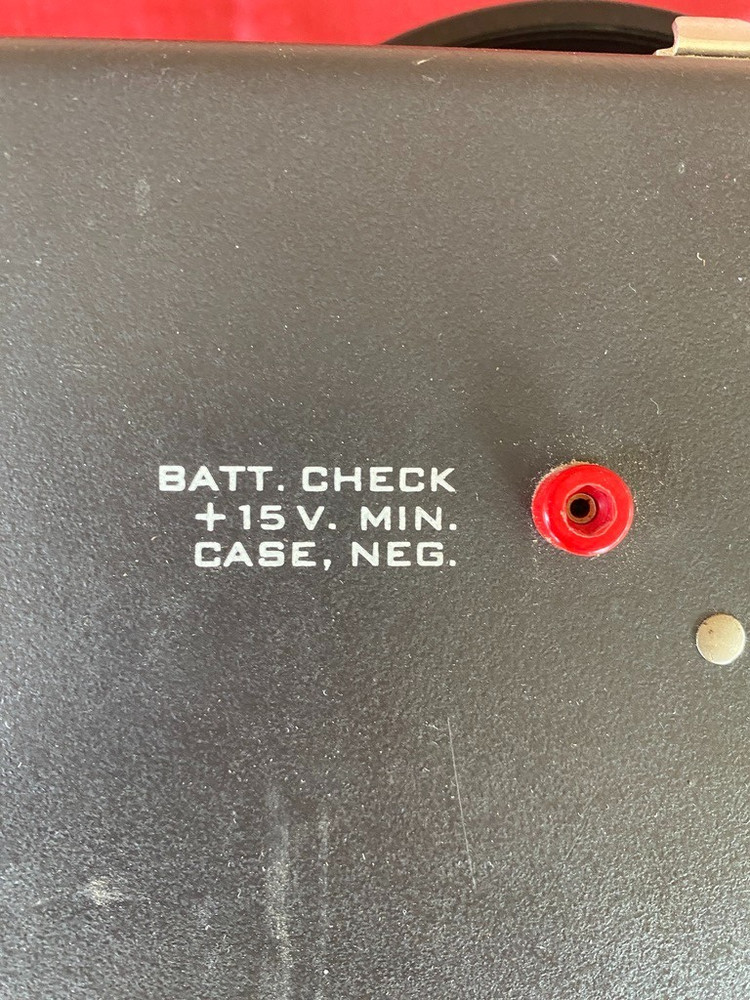 BATT. CHECK
+15 V. MIN.
CASE, NEG.